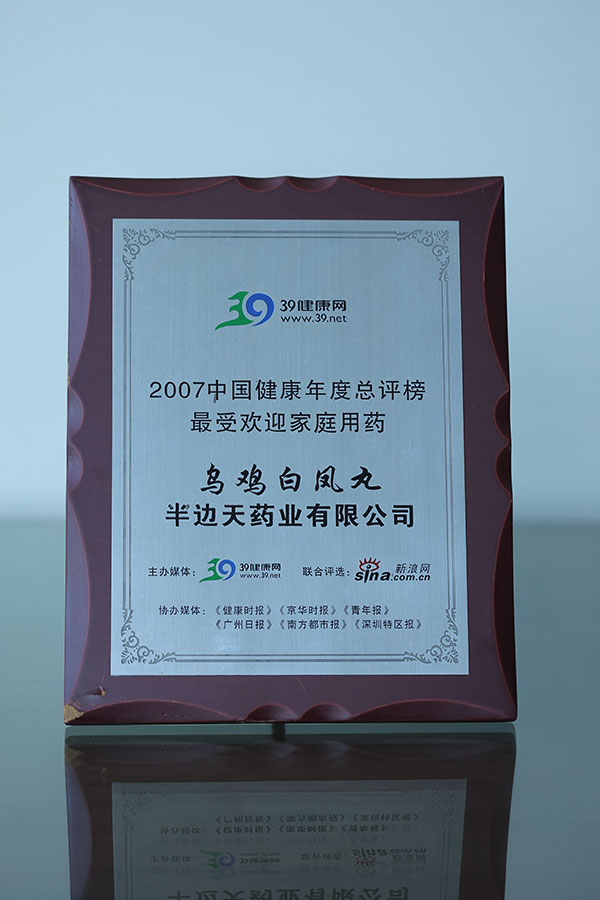 39健康网
www.39.net
2007中国健康年度总评榜
最受欢迎家庭用药
乌鸡白凤丸
半边天药业有限公司
主办媒体： 39健康网 www.39.net 联合评选： sina 新浪网 .com.cn
协办媒体：《健康时报》《京华时报》《青年报》
《广州日报》《南方都市报》《深圳特区报》